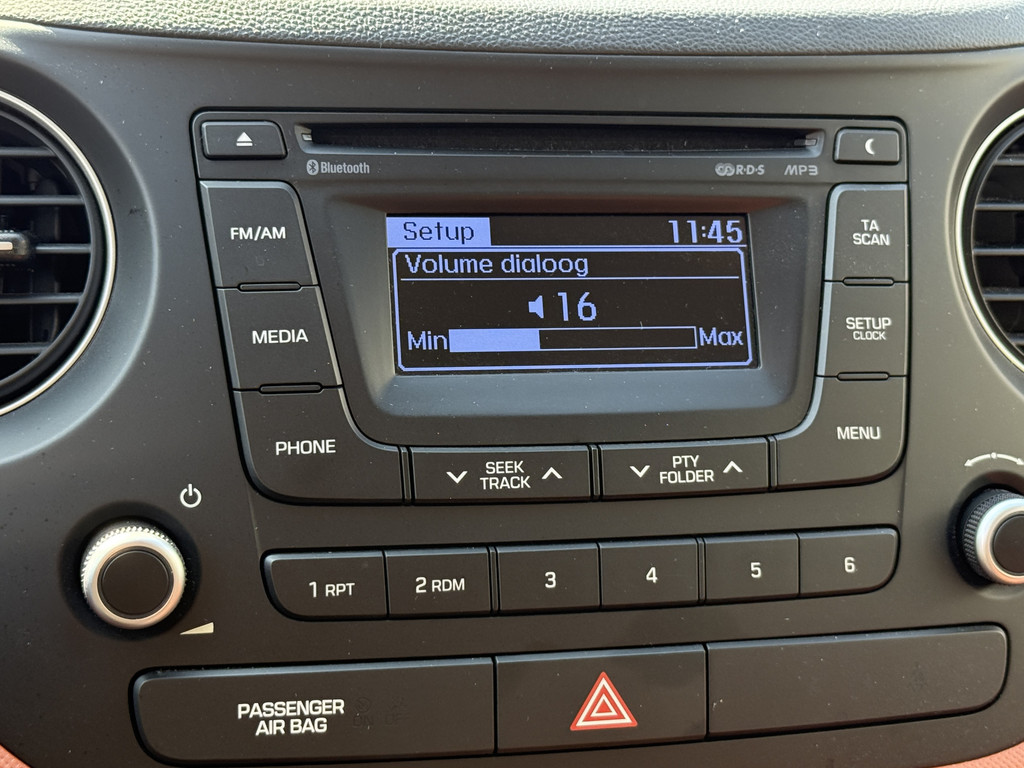 Bluetooth
R·D·S MP3
FM/AM
MEDIA
PHONE
Setup 11:45
Volume dialoog
16
Min Max
TA
SCAN
SETUP
CLOCK
MENU
SEEK
TRACK
PTY
FOLDER
1 RPT
2 RDM
3
4
5
6
PASSENGER
AIR BAG